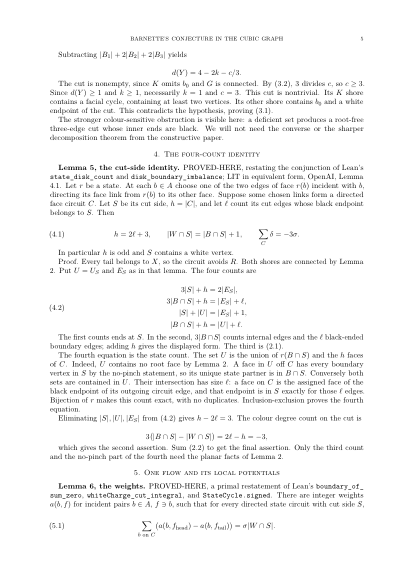 BARNETTE'S CONJECTURE IN THE CUBIC GRAPH 5
Subtracting |B₁| + 2|B₂| + 2|B₃| yields
d(Y) = 4 − 2k − c/3.
The cut is nonempty, since K omits b₀ and G is connected. By (3.2), 3 divides c, so c ≥ 3.
Since d(Y) ≥ 1 and k ≥ 1, necessarily k = 1 and c = 3. This cut is nontrivial. Its K shore
contains a facial cycle, containing at least two vertices. Its other shore contains b₀ and a white
endpoint of the cut. This contradicts the hypothesis, proving (3.1).
The stronger colour-sensitive obstruction is visible here: a deficient set produces a root-free
three-edge cut whose inner ends are black. We will not need the converse or the sharper
decomposition theorem from the constructive paper.
4. The four-count identity
Lemma 5, the cut-side identity. PROVED-HERE, restating the conjunction of Lean's
state_disk_count and disk_boundary_imbalance; LIT in equivalent form, OpenAI, Lemma
4.1. Let r be a state. At each b ∈ A choose one of the two edges of face r(b) incident with b,
directing its face link from r(b) to its other face. Suppose some chosen links form a directed
face circuit C. Let S be its cut side, h = |C|, and let ℓ count its cut edges whose black endpoint
belongs to S. Then
(4.1) h = 2ℓ + 3, |W ∩ S| = |B ∩ S| + 1, ∑_C δ = −3σ.
In particular h is odd and S contains a white vertex.
Proof. Every tail belongs to X, so the circuit avoids R. Both shores are connected by Lemma
2. Put U = U_S and E_S as in that lemma. The four counts are
3|S| + h = 2|E_S|,
3|B ∩ S| + h = |E_S| + ℓ,
(4.2)
|S| + |U| = |E_S| + 1,
|B ∩ S| + h = |U| + ℓ.
The first counts ends at S. In the second, 3|B∩S| counts internal edges and the ℓ black-ended
boundary edges; adding h gives the displayed form. The third is (2.1).
The fourth equation is the state count. The set U is the union of r(B ∩ S) and the h faces
of C. Indeed, U contains no root face by Lemma 2. A face in U off C has every boundary
vertex in S by the no-pinch statement, so its unique state partner is in B ∩ S. Conversely both
sets are contained in U. Their intersection has size ℓ: a face on C is the assigned face of the
black endpoint of its outgoing circuit edge, and that endpoint is in S exactly for those ℓ edges.
Bijection of r makes this count exact, with no duplicates. Inclusion-exclusion proves the fourth
equation.
Eliminating |S|, |U|, |E_S| from (4.2) gives h − 2ℓ = 3. The colour degree count on the cut is
3(|B ∩ S| − |W ∩ S|) = 2ℓ − h = −3,
which gives the second assertion. Sum (2.2) to get the final assertion. Only the third count
and the no-pinch part of the fourth need the planar facts of Lemma 2.
5. One flow and its local potentials
Lemma 6, the weights. PROVED-HERE, a primal restatement of Lean's boundary_of_
sum_zero, whiteCharge_cut_integral, and StateCycle.signed. There are integer weights
a(b, f) for incident pairs b ∈ A, f ∋ b, such that for every directed state circuit with cut side S,
(5.1) ∑_{b on C} (a(b, f_head) − a(b, f_tail)) = σ|W ∩ S|.